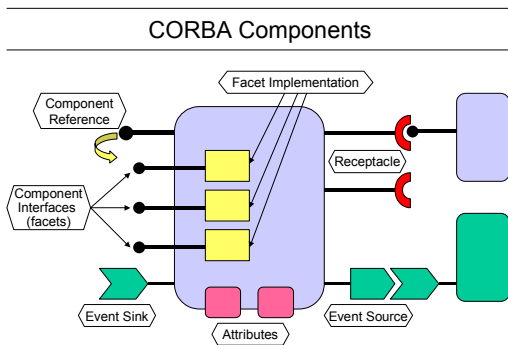 CORBA Components
Facet Implementation
Component
Reference
Receptacle
Component
Interfaces
(facets)
Event Sink
Event Source
Attributes